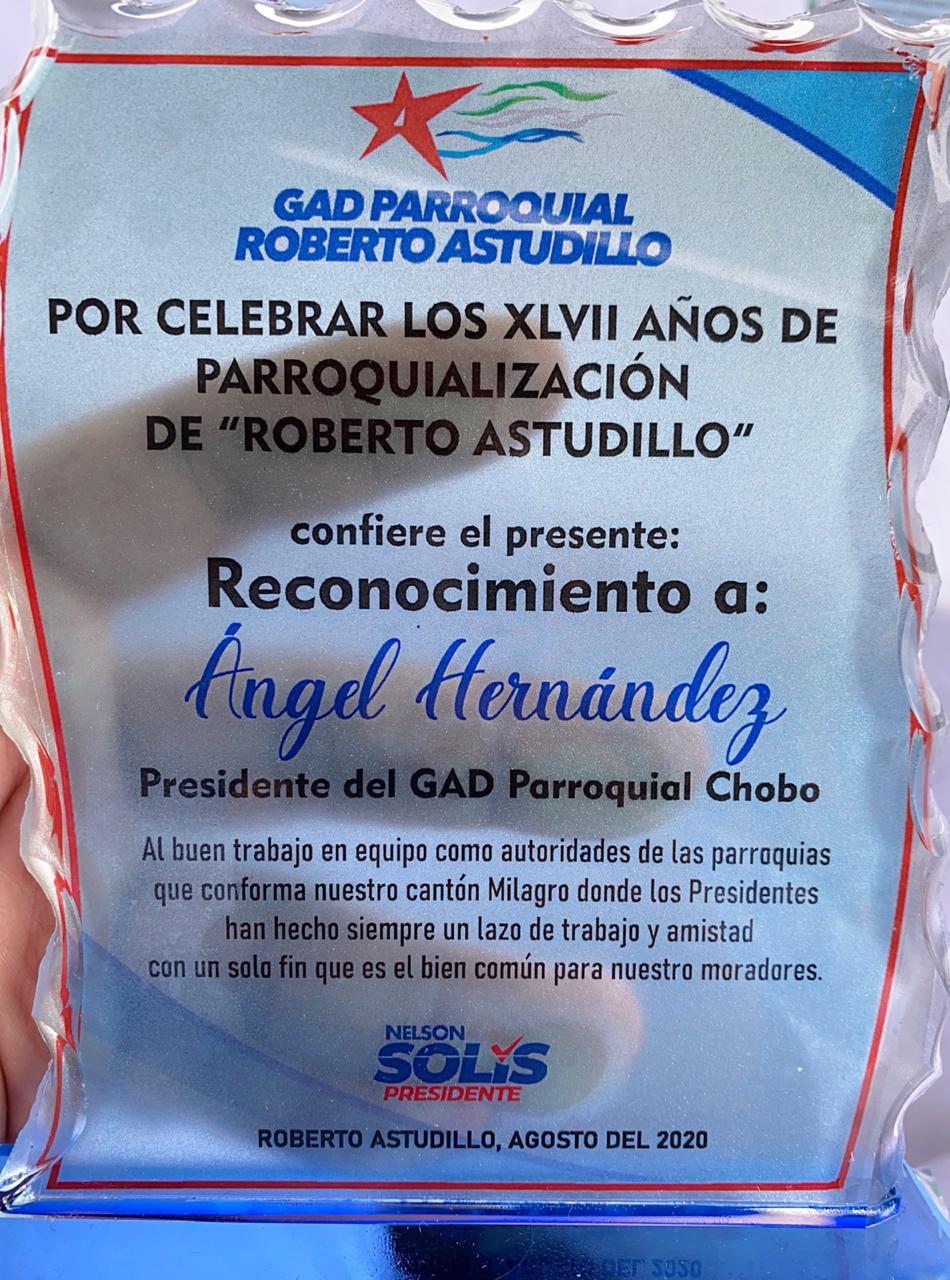 4
GAD PARROQUIAL
ROBERTO ASTUDILLO
POR CELEBRAR LOS XLVII AÑOS DE
PARROQUIALIZACIÓN
DE “ROBERTO ASTUDILLO”
confiere el presente:
Reconocimiento a:
Ángel Hernández
Presidente del GAD Parroquial Chobo
Al buen trabajo en equipo como autoridades de las parroquias
que conforma nuestro cantón Milagro donde los Presidentes
han hecho siempre un lazo de trabajo y amistad
con un solo fin que es el bien común para nuestro moradores.
NELSON
SOLÍS
PRESIDENTE
ROBERTO ASTUDILLO, AGOSTO DEL 2020